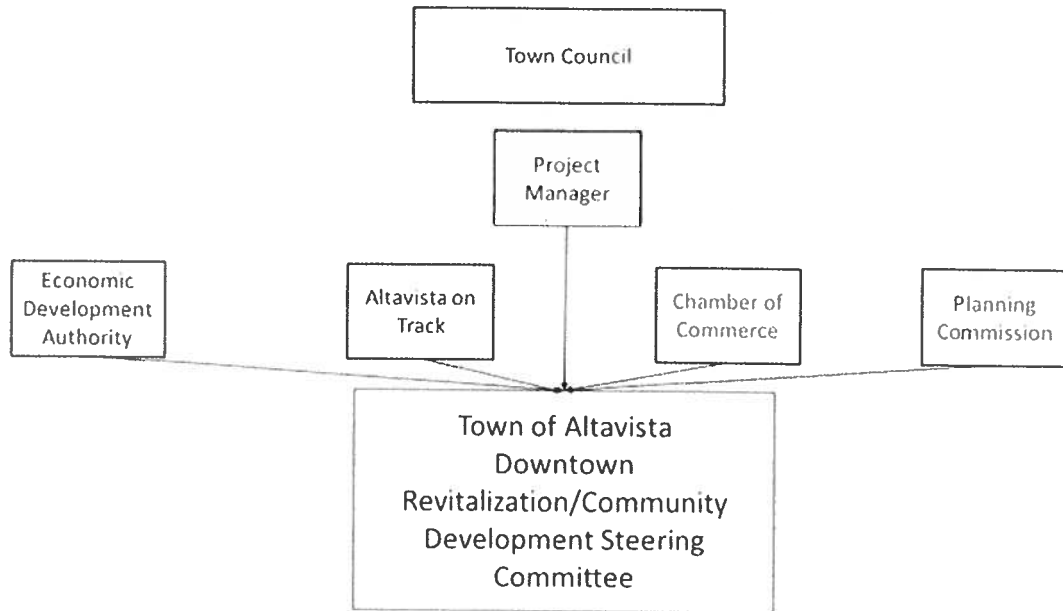 Town Council
Project
Manager
Economic
Development
Authority
Altavista on
Track
Chamber of
Commerce
Planning
Commission
Town of Altavista
Downtown
Revitalization/Community
Development Steering
Committee